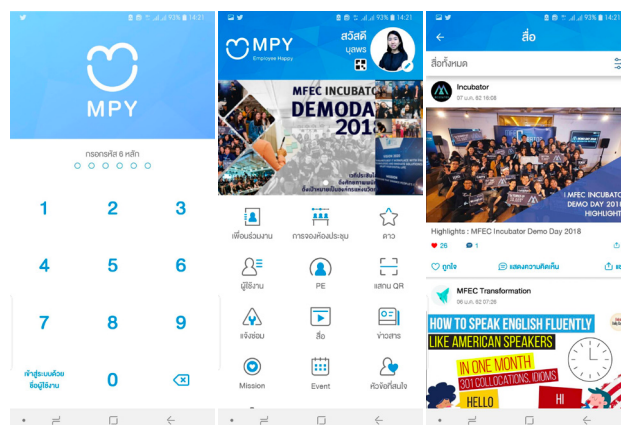 93% 14:21
MPY
กรอกรหัส 6 หลัก
1 2 3
4 5 6
7 8 9
เข้าสู่ระบบด้วย
ชื่อผู้ใช้งาน
0
93% 14:21
MPY
Employee Happy
สวัสดี
นุสพร
MFEC INCUBATO
DEMODA
2018
เพื่อนร่วมงาน
การจองห้องประชุม
ดาว
ผู้ใช้งาน
PE
แสกน QR
แจ้งซ่อม
สื่อ
ข่าวสาร
Mission
Event
หัวข้อที่สนใจ
93% 14:21
สื่อ
สื่อทั้งหมด
Incubator
07 ม.ค. 62 16:08
MFEC INCUBATO
DEMO DAY 2018
HIGHLIGHT
Highlights : MFEC Incubator Demo Day 2018
26 1
ถูกใจ
แสดงความคิดเห็น
MFEC Transformation
06 ม.ค. 62 07:28
HOW TO SPEAK ENGLISH FLUENTLY
LIKE AMERICAN SPEAKERS
IN ONE MONTH
301 COLLOCATIONS, IDIOMS
HELLO
HI